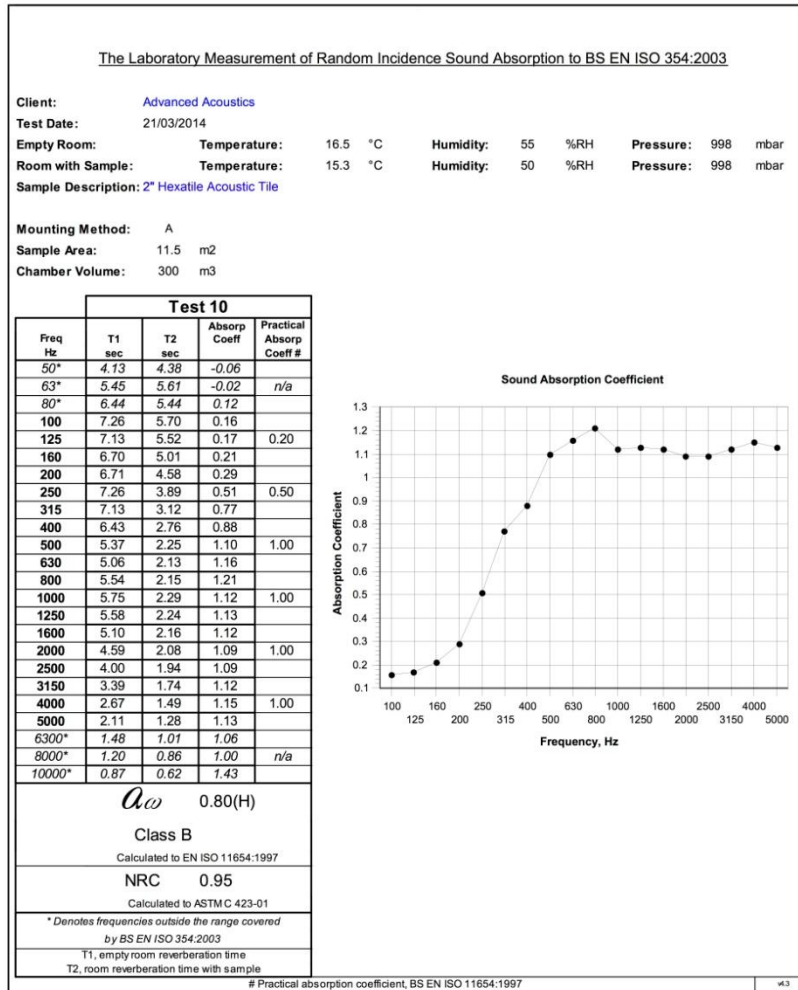 The Laboratory Measurement of Random Incidence Sound Absorption to BS EN ISO 354:2003
Client: Advanced Acoustics
Test Date: 21/03/2014
Empty Room: Temperature: 16.5 °C Humidity: 55 %RH Pressure: 998 mbar
Room with Sample: Temperature: 15.3 °C Humidity: 50 %RH Pressure: 998 mbar
Sample Description: 2" Hexatile Acoustic Tile
Mounting Method: A
Sample Area: 11.5 m2
Chamber Volume: 300 m3
Test 10
Freq Hz T1 sec T2 sec Absorp Coeff Practical Absorp Coeff #
50* 4.13 4.38 -0.06
63* 5.45 5.61 -0.02 n/a
80* 6.44 5.44 0.12
100 7.26 5.70 0.16
125 7.13 5.52 0.17 0.20
160 6.70 5.01 0.21
200 6.71 4.58 0.29
250 7.26 3.89 0.51 0.50
315 7.13 3.12 0.77
400 6.43 2.76 0.88
500 5.37 2.25 1.10 1.00
630 5.06 2.13 1.16
800 5.54 2.15 1.21
1000 5.75 2.29 1.12 1.00
1250 5.58 2.24 1.13
1600 5.10 2.16 1.12
2000 4.59 2.08 1.09 1.00
2500 4.00 1.94 1.09
3150 3.39 1.74 1.12
4000 2.67 1.49 1.15 1.00
5000 2.11 1.28 1.13
6300* 1.48 1.01 1.06
8000* 1.20 0.86 1.00 n/a
10000* 0.87 0.62 1.43
αω 0.80(H)
Class B
Calculated to EN ISO 11654:1997
NRC 0.95
Calculated to ASTM C 423-01
* Denotes frequencies outside the range covered
by BS EN ISO 354:2003
T1, empty room reverberation time
T2, room reverberation time with sample
Sound Absorption Coefficient
Absorption Coefficient
1.3
1.2
1.1
1
0.9
0.8
0.7
0.6
0.5
0.4
0.3
0.2
0.1
100 160 250 400 630 1000 1600 2500 4000
125 200 315 500 800 1250 2000 3150 5000
Frequency, Hz
# Practical absorption coefficient, BS EN ISO 11654:1997
v4.3